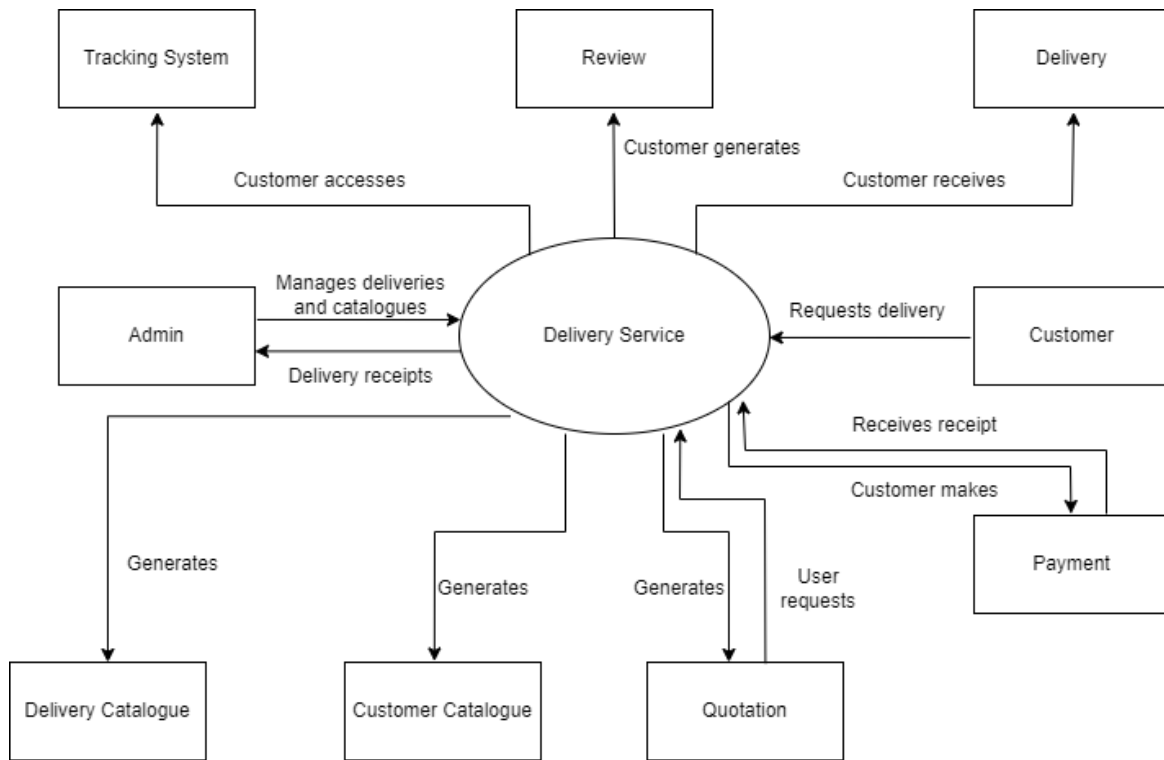 Tracking System
Review
Delivery
Customer generates
Customer accesses
Customer receives
Manages deliveries
and catalogues
Requests delivery
Admin
Delivery Service
Customer
Delivery receipts
Receives receipt
Customer makes
Generates
Payment
Generates
Generates
User
requests
Delivery Catalogue
Customer Catalogue
Quotation